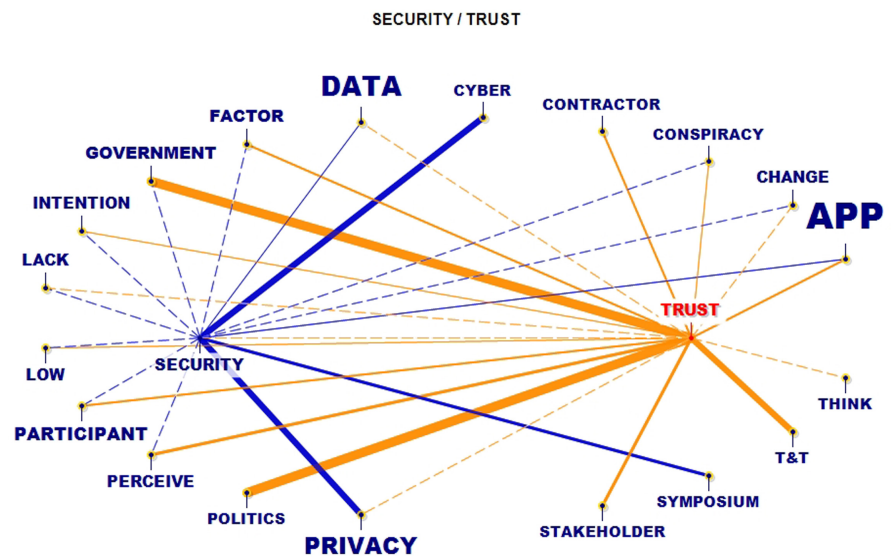 SECURITY / TRUST
DATA
CYBER
CONTRACTOR
FACTOR
CONSPIRACY
GOVERNMENT
CHANGE
INTENTION
APP
LACK
TRUST
SECURITY
LOW
THINK
PARTICIPANT
T&T
PERCEIVE
SYMPOSIUM
POLITICS
STAKEHOLDER
PRIVACY